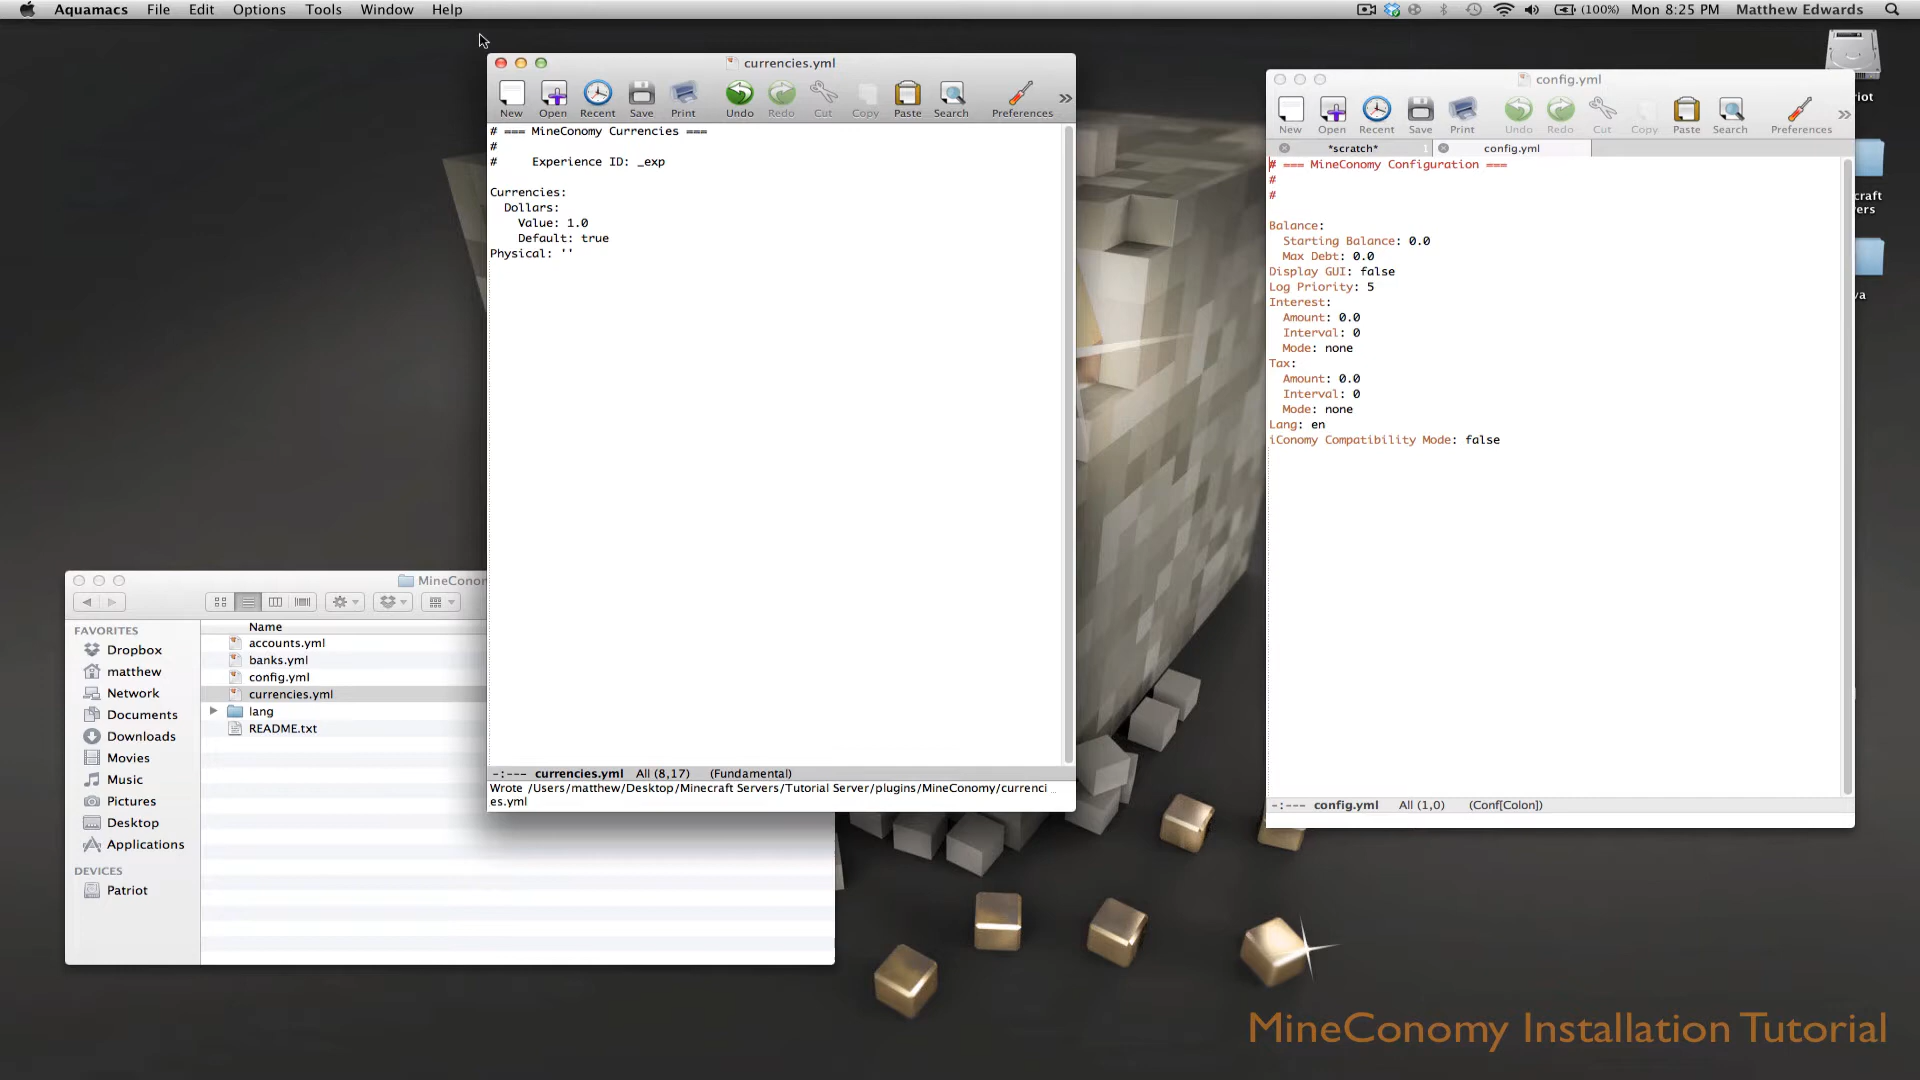 Aquamacs File Edit Options Tools Window Help
(100%) Mon 8:25 PM Matthew Edwards
currencies.yml
New Open Recent Save Print Undo Redo Cut Copy Paste Search Preferences »
# === MineConomy Currencies ===
#
# Experience ID: _exp
Currencies:
Dollars:
Value: 1.0
Default: true
Physical: ''
-:--- currencies.yml All (8,17) (Fundamental)
Wrote /Users/matthew/Desktop/Minecraft Servers/Tutorial Server/plugins/MineConomy/currenci
es.yml
config.yml
New Open Recent Save Print Undo Redo Cut Copy Paste Search Preferences »
*scratch* 1 config.yml
# === MineConomy Configuration ===
#
#
Balance:
Starting Balance: 0.0
Max Debt: 0.0
Display GUI: false
Log Priority: 5
Interest:
Amount: 0.0
Interval: 0
Mode: none
Tax:
Amount: 0.0
Interval: 0
Mode: none
Lang: en
iConomy Compatibility Mode: false
-:--- config.yml All (1,0) (Conf[Colon])
riot
craft
ers
va
MineConor
FAVORITES
Dropbox
matthew
Network
Documents
Downloads
Movies
Music
Pictures
Desktop
Applications
DEVICES
Patriot
Name
accounts.yml
banks.yml
config.yml
currencies.yml
lang
README.txt
MineConomy Installation Tutorial